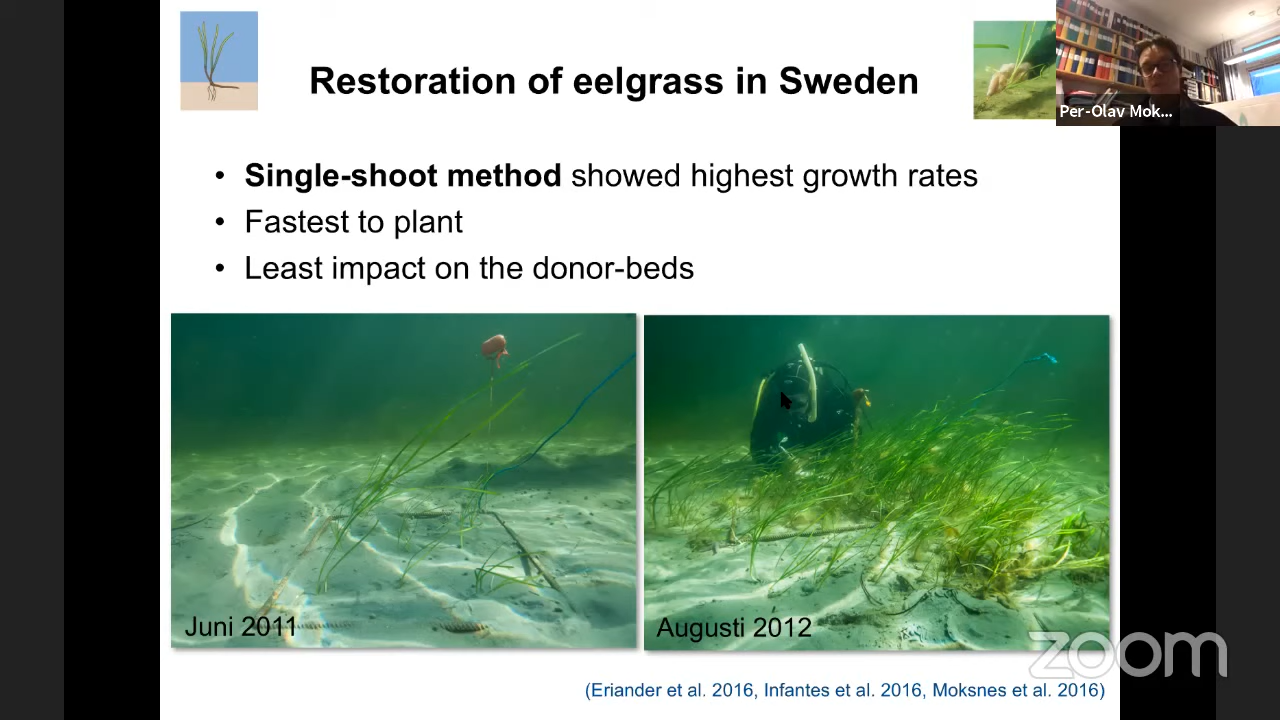 Restoration of eelgrass in Sweden
Per-Olav Mok...
• Single-shoot method showed highest growth rates
• Fastest to plant
• Least impact on the donor-beds
Juni 2011
Augusti 2012
zoom
(Eriander et al. 2016, Infantes et al. 2016, Moksnes et al. 2016)